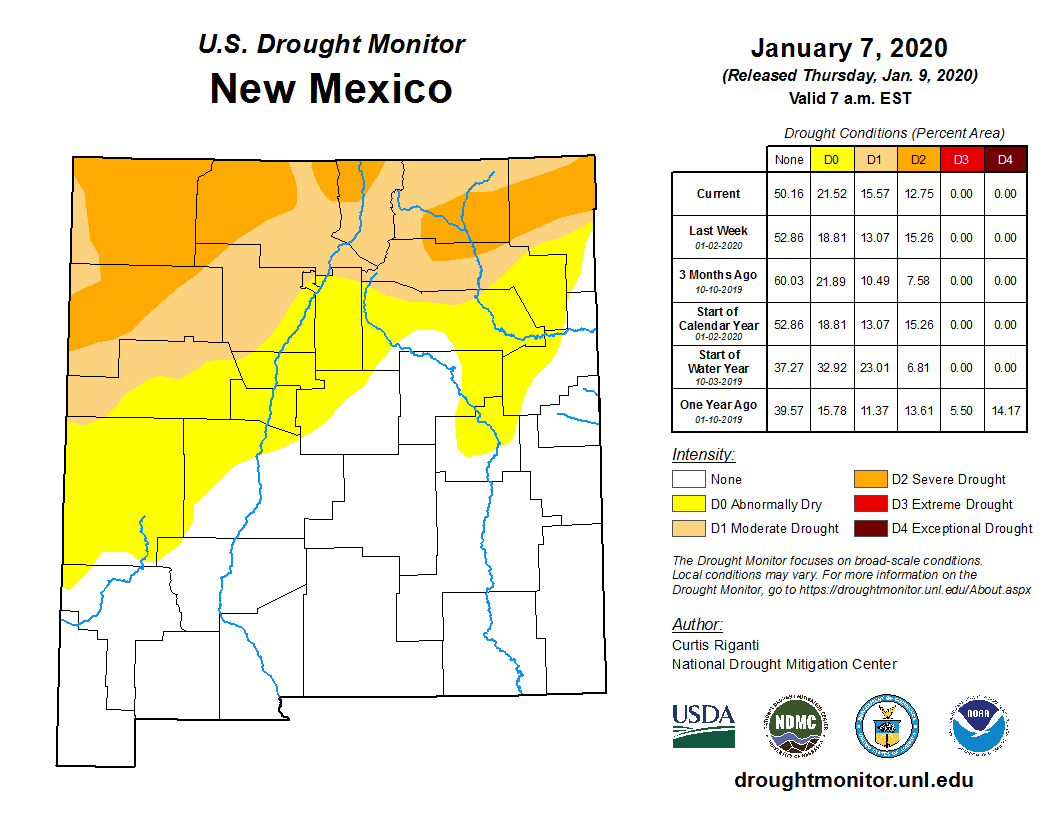 U.S. Drought Monitor
New Mexico
January 7, 2020
(Released Thursday, Jan. 9, 2020)
Valid 7 a.m. EST
Drought Conditions (Percent Area)
None D0 D1 D2 D3 D4
Current 50.16 21.52 15.57 12.75 0.00 0.00
Last Week
01-02-2020
52.86 18.81 13.07 15.26 0.00 0.00
3 Months Ago
10-10-2019
60.03 21.89 10.49 7.58 0.00 0.00
Start of
Calendar Year
01-02-2020
52.86 18.81 13.07 15.26 0.00 0.00
Start of
Water Year
10-03-2019
37.27 32.92 23.01 6.81 0.00 0.00
One Year Ago
01-10-2019
39.57 15.78 11.37 13.61 5.50 14.17
Intensity:
None
D0 Abnormally Dry
D1 Moderate Drought
D2 Severe Drought
D3 Extreme Drought
D4 Exceptional Drought
The Drought Monitor focuses on broad-scale conditions.
Local conditions may vary. For more information on the
Drought Monitor, go to https://droughtmonitor.unl.edu/About.aspx
Author:
Curtis Riganti
National Drought Mitigation Center
USDA
NDMC
NOAA
droughtmonitor.unl.edu